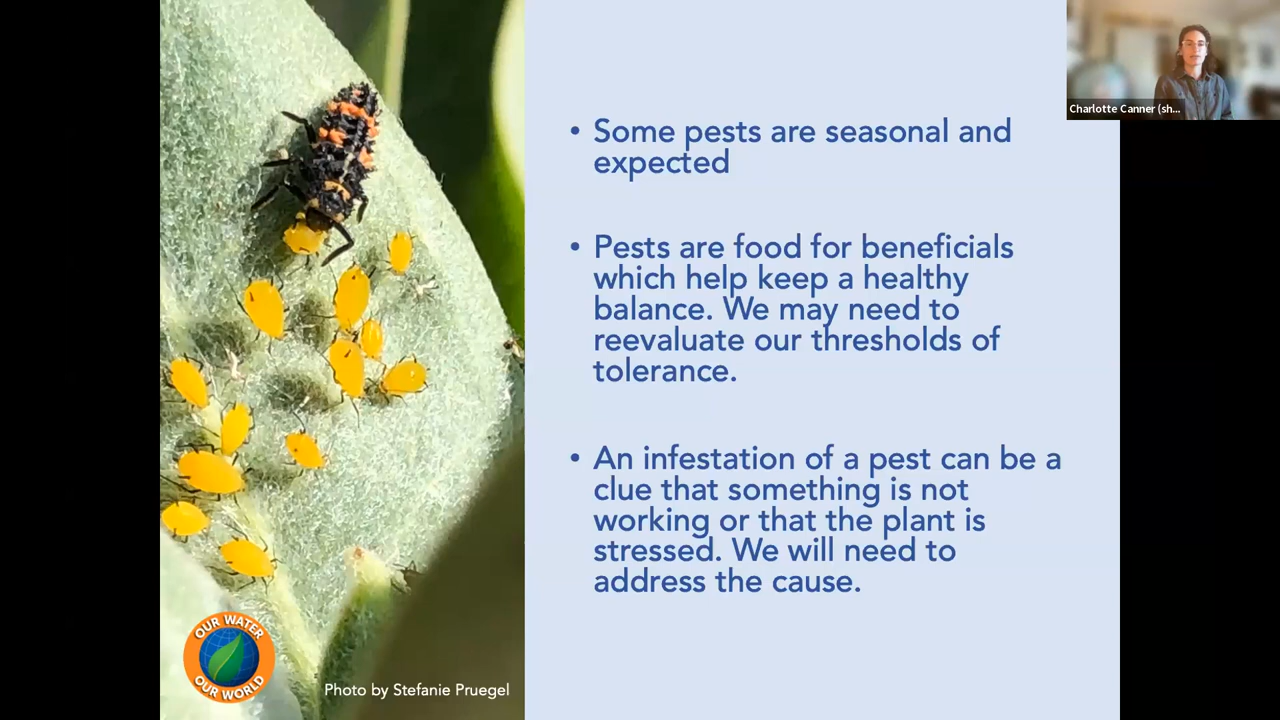 Charlotte Canner (sh...
• Some pests are seasonal and
expected
• Pests are food for beneficials
which help keep a healthy
balance. We may need to
reevaluate our thresholds of
tolerance.
• An infestation of a pest can be a
clue that something is not
working or that the plant is
stressed. We will need to
address the cause.
OUR WATER
OUR WORLD
Photo by Stefanie Pruegel